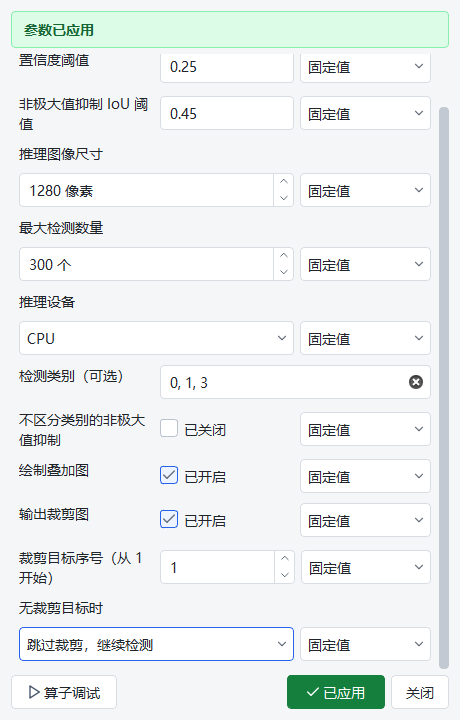 参数已应用
置信度阈值
0.25
固定值
非极大值抑制 IoU 阈
值
0.45
固定值
推理图像尺寸
1280 像素
固定值
最大检测数量
300 个
固定值
推理设备
CPU
固定值
检测类别（可选）
0, 1, 3
不区分类别的非极大
值抑制
已关闭
固定值
绘制叠加图
已开启
固定值
输出裁剪图
已开启
固定值
裁剪目标序号（从 1
开始）
1
固定值
无裁剪目标时
跳过裁剪，继续检测
固定值
算子调试
已应用
关闭